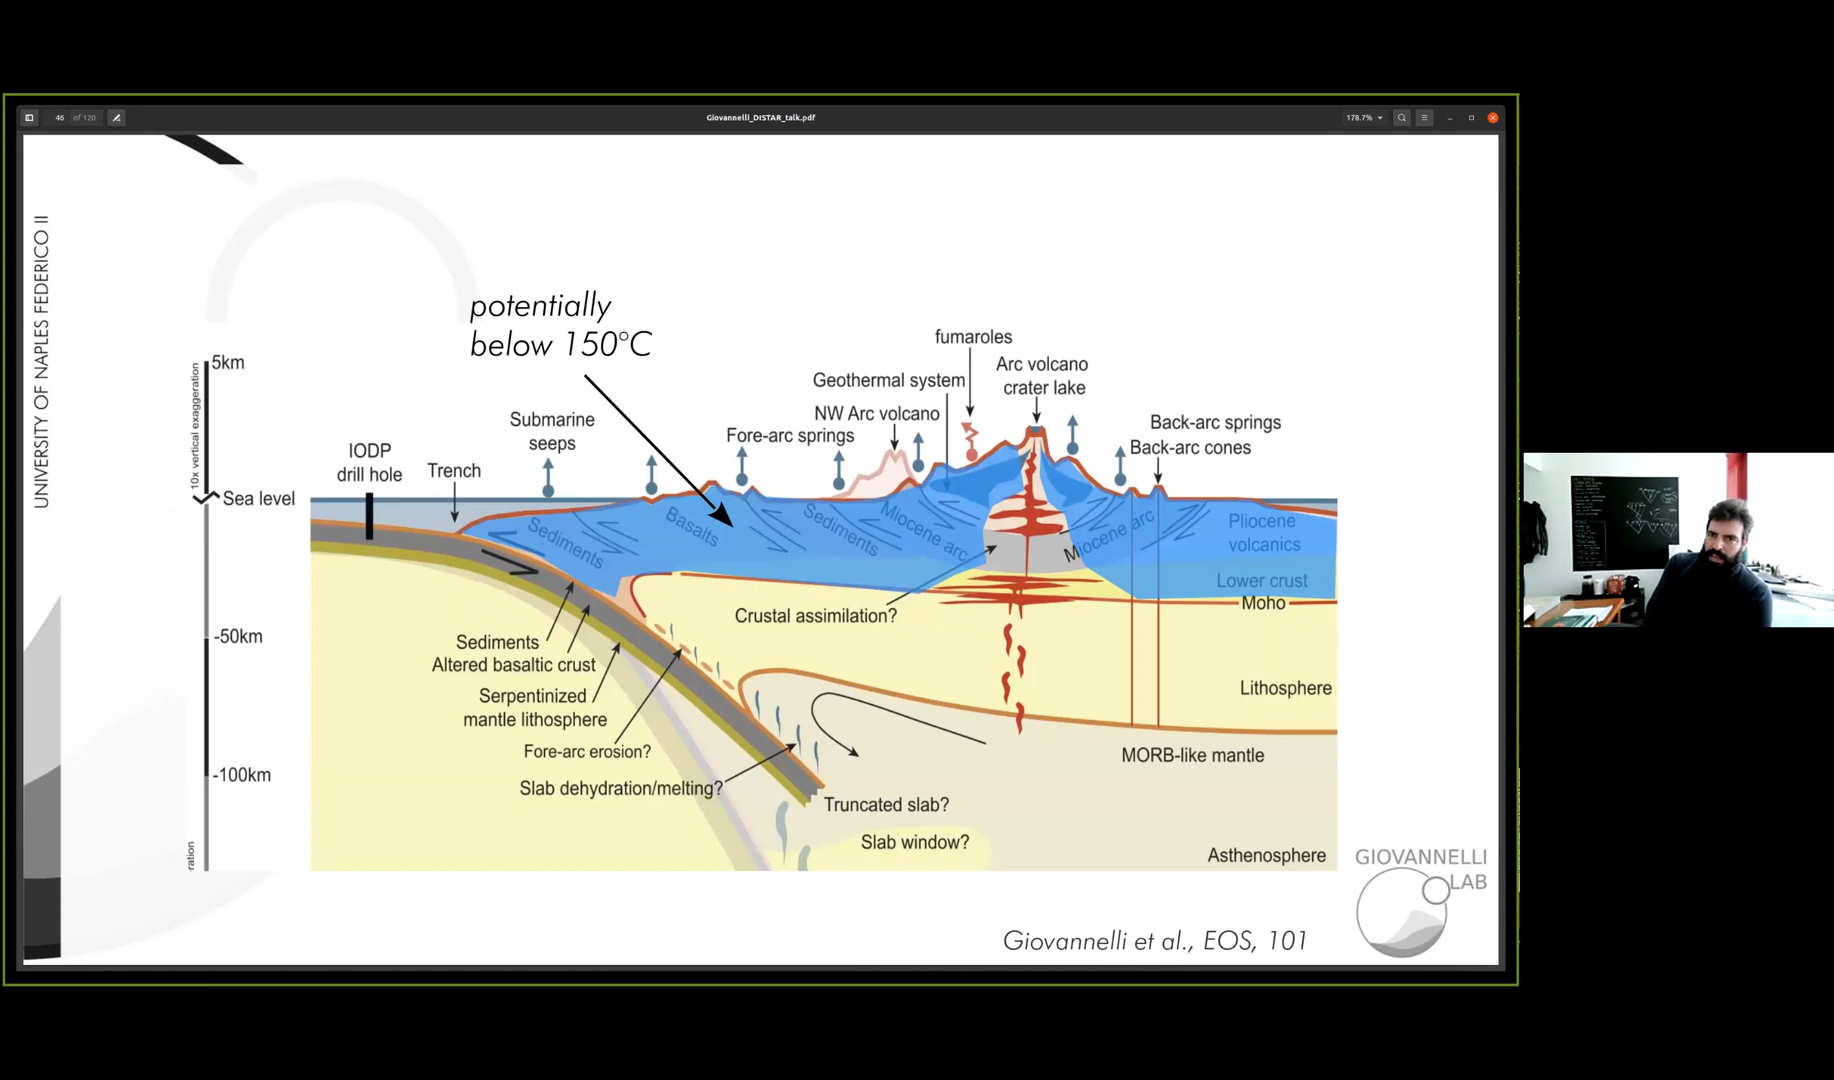 46 of 120
Giovannelli_DISTAR_talk.pdf
178.7%
UNIVERSITY OF NAPLES FEDERICO II
potentially
below 150°C
10x vertical exaggeration
5km
Sea level
-50km
-100km
ration
IODP
drill hole
Trench
Submarine
seeps
Fore-arc springs
NW Arc volcano
Geothermal system
fumaroles
Arc volcano
crater lake
Back-arc springs
Back-arc cones
Sediments
Basalts
Sediments
Miocene arc
Miocene arc
Pliocene
volcanics
Lower crust
Moho
Crustal assimilation?
Sediments
Altered basaltic crust
Serpentinized
mantle lithosphere
Fore-arc erosion?
Slab dehydration/melting?
Lithosphere
MORB-like mantle
Truncated slab?
Slab window?
Asthenosphere
GIOVANNELLI
LAB
Giovannelli et al., EOS, 101